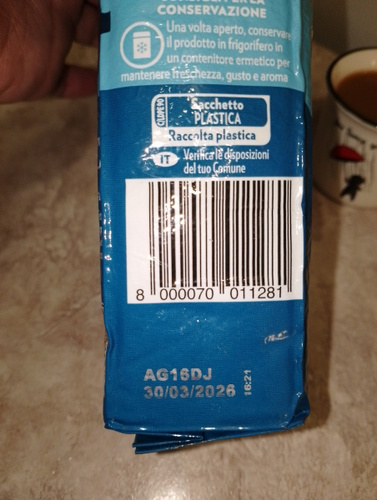 CONSERVAZIONE
Una volta aperto, conservare
il prodotto in frigorifero in
un contenitore ermetico per
mantenere freschezza, gusto e aroma
Sacchetto
PLASTICA
Raccolta plastica
IT Verifica le disposizioni
del tuo Comune
8 000070 011281
AG16DJ
30/03/2026 16:21